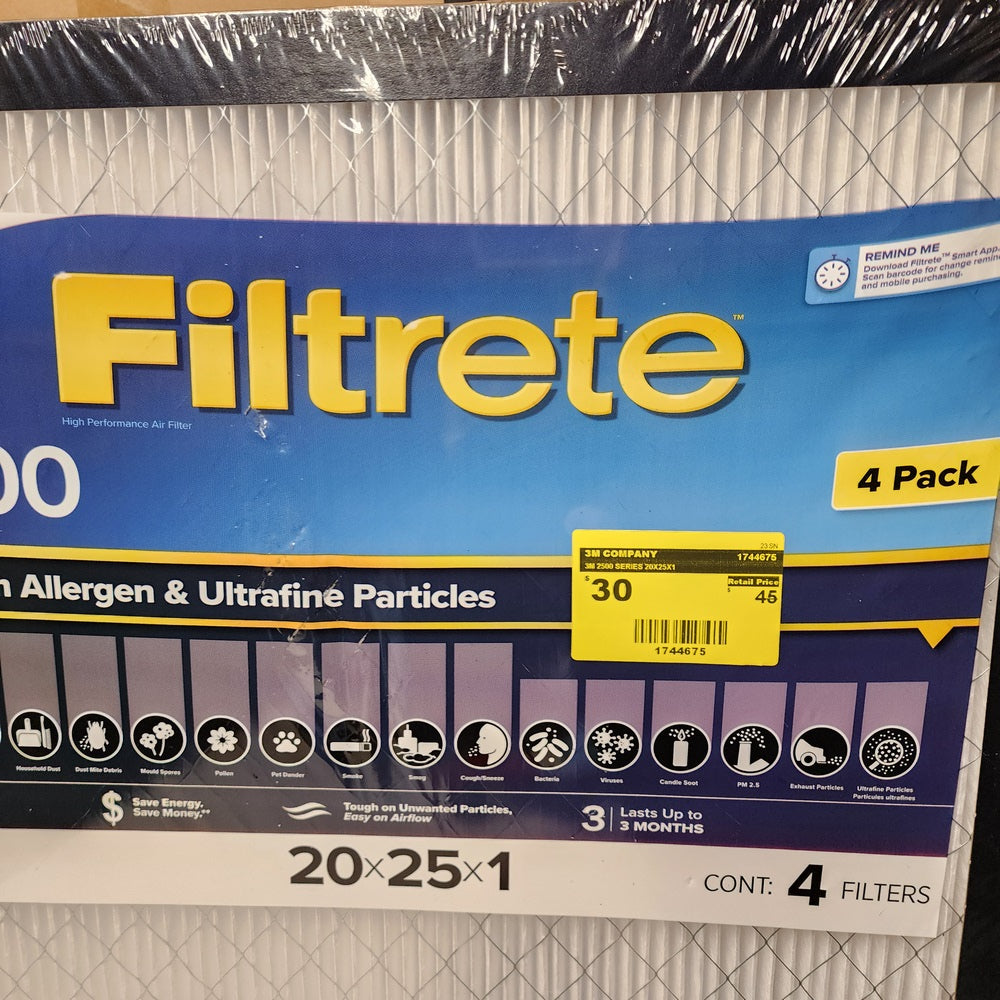 REMIND ME
Download Filtrete™ Smart App.
Scan barcode for change remin
and mobile purchasing.
Filtrete™
High Performance Air Filter
00
4 Pack
n Allergen & Ultrafine Particles
23 SN
3M COMPANY 1744675
3M 2500 SERIES 20X25X1
$30
Retail Price
$ 45
1744675
Household Dust
Dust Mite Debris
Mould Spores
Pollen
Pet Dander
Smoke
Smog
Cough/Sneeze
Bacteria
Viruses
Candle Soot
PM 2.5
Exhaust Particles
Ultrafine Particles
Particules ultrafines
$ Save Energy.
Save Money.**
Tough on Unwanted Particles,
Easy on Airflow
3 Lasts Up to
3 MONTHS
20x25x1
CONT: 4 FILTERS